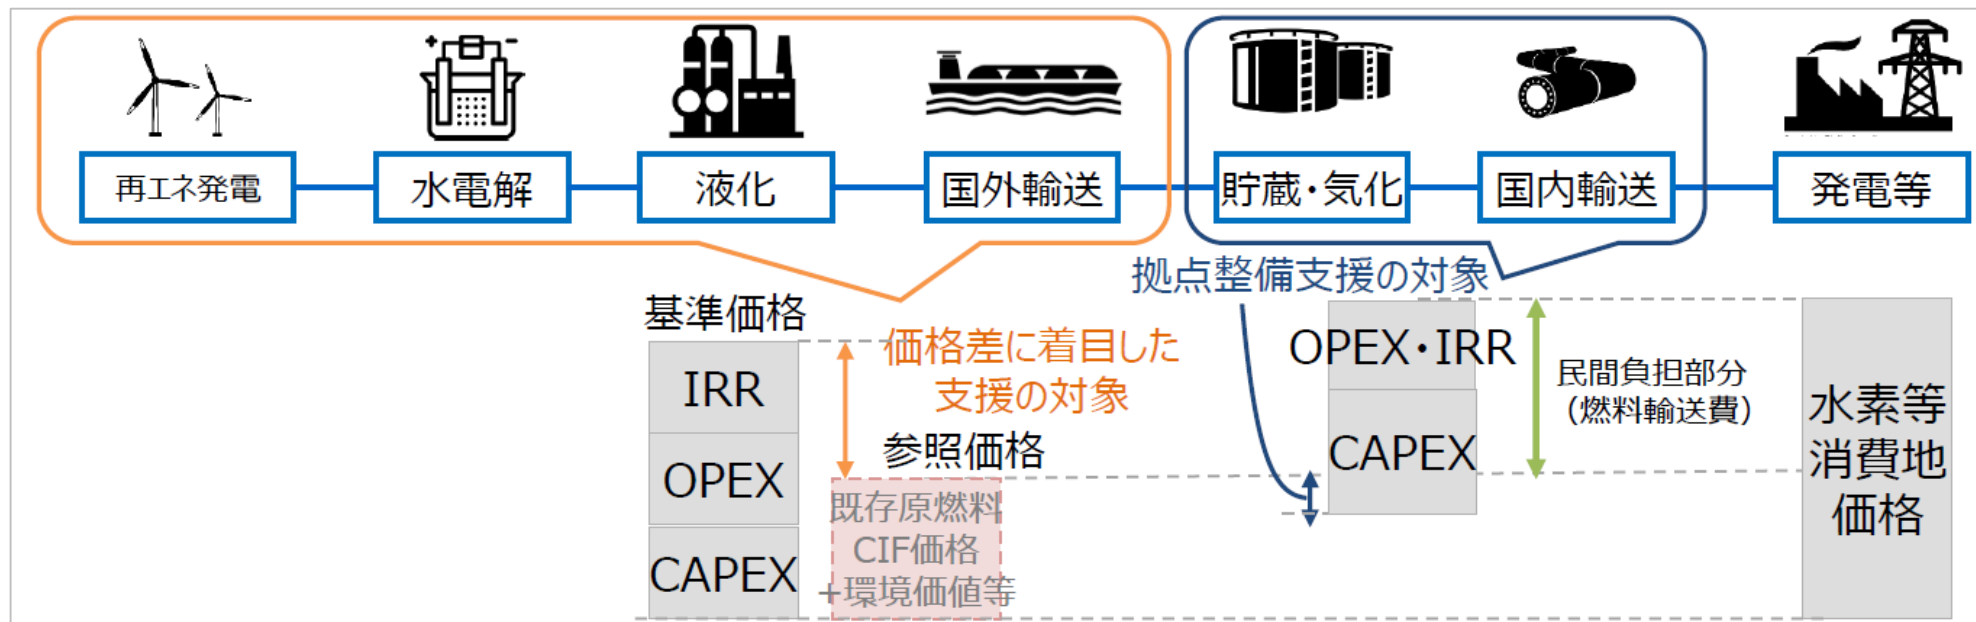 再エネ発電
水電解
液化
国外輸送
貯蔵・気化
国内輸送
発電等
拠点整備支援の対象
基準価格
IRR
OPEX
CAPEX
価格差に着目した
支援の対象
参照価格
既存原燃料
CIF価格
+環境価値等
OPEX・IRR
CAPEX
民間負担部分
（燃料輸送費）
水素等
消費地
価格